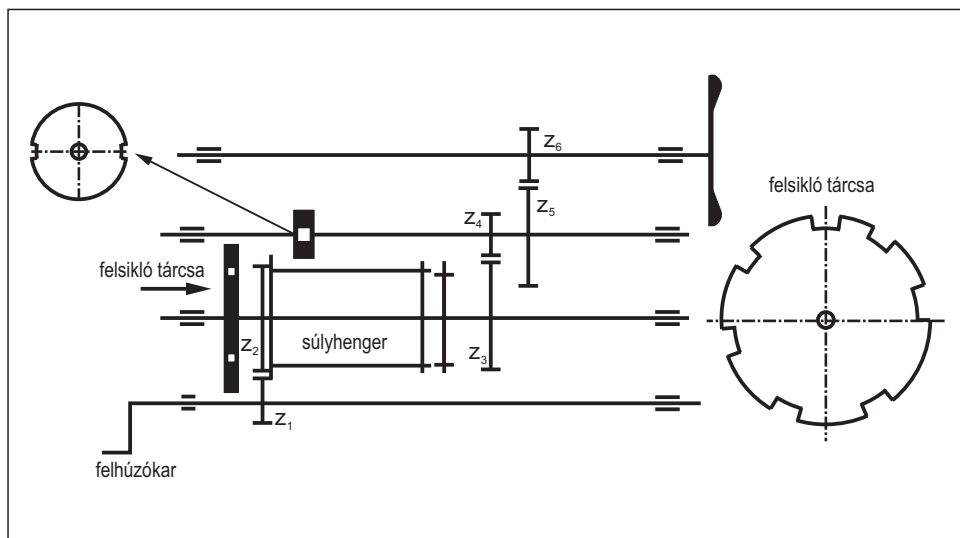 z6
felsikló tárcsa
z5
z4
felsikló tárcsa
z2
súlyhenger
z3
z1
felhúzókar